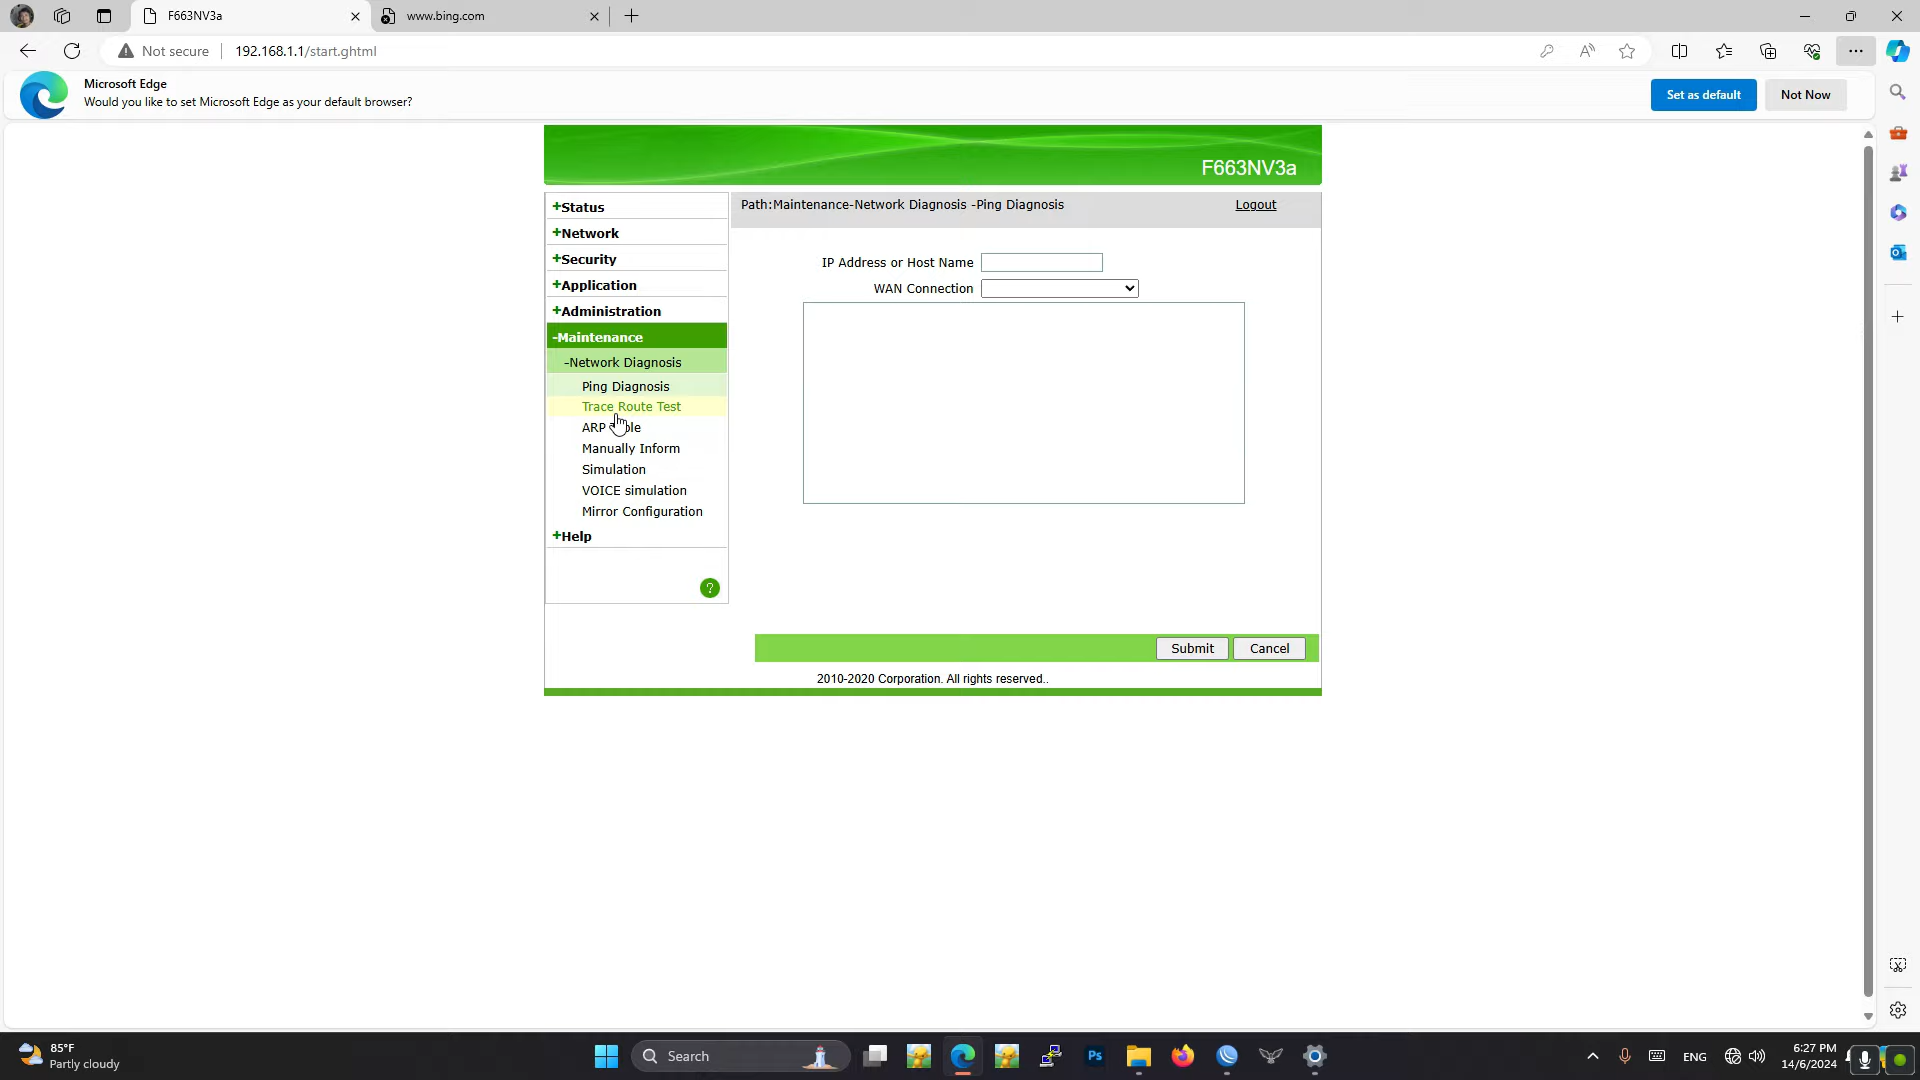 F663NV3a
www.bing.com
Not secure
192.168.1.1/start.ghtml
Microsoft Edge
Would you like to set Microsoft Edge as your default browser?
Set as default
Not Now
F663NV3a
+Status
+Network
+Security
+Application
+Administration
-Maintenance
-Network Diagnosis
Ping Diagnosis
Trace Route Test
ARP
Manually Inform
Simulation
VOICE simulation
Mirror Configuration
+Help
?
Path:Maintenance-Network Diagnosis -Ping Diagnosis
Logout
IP Address or Host Name
WAN Connection
Submit
Cancel
2010-2020 Corporation. All rights reserved..
85°F
Partly cloudy
Search
Ps
ENG
6:27 PM
14/6/2024